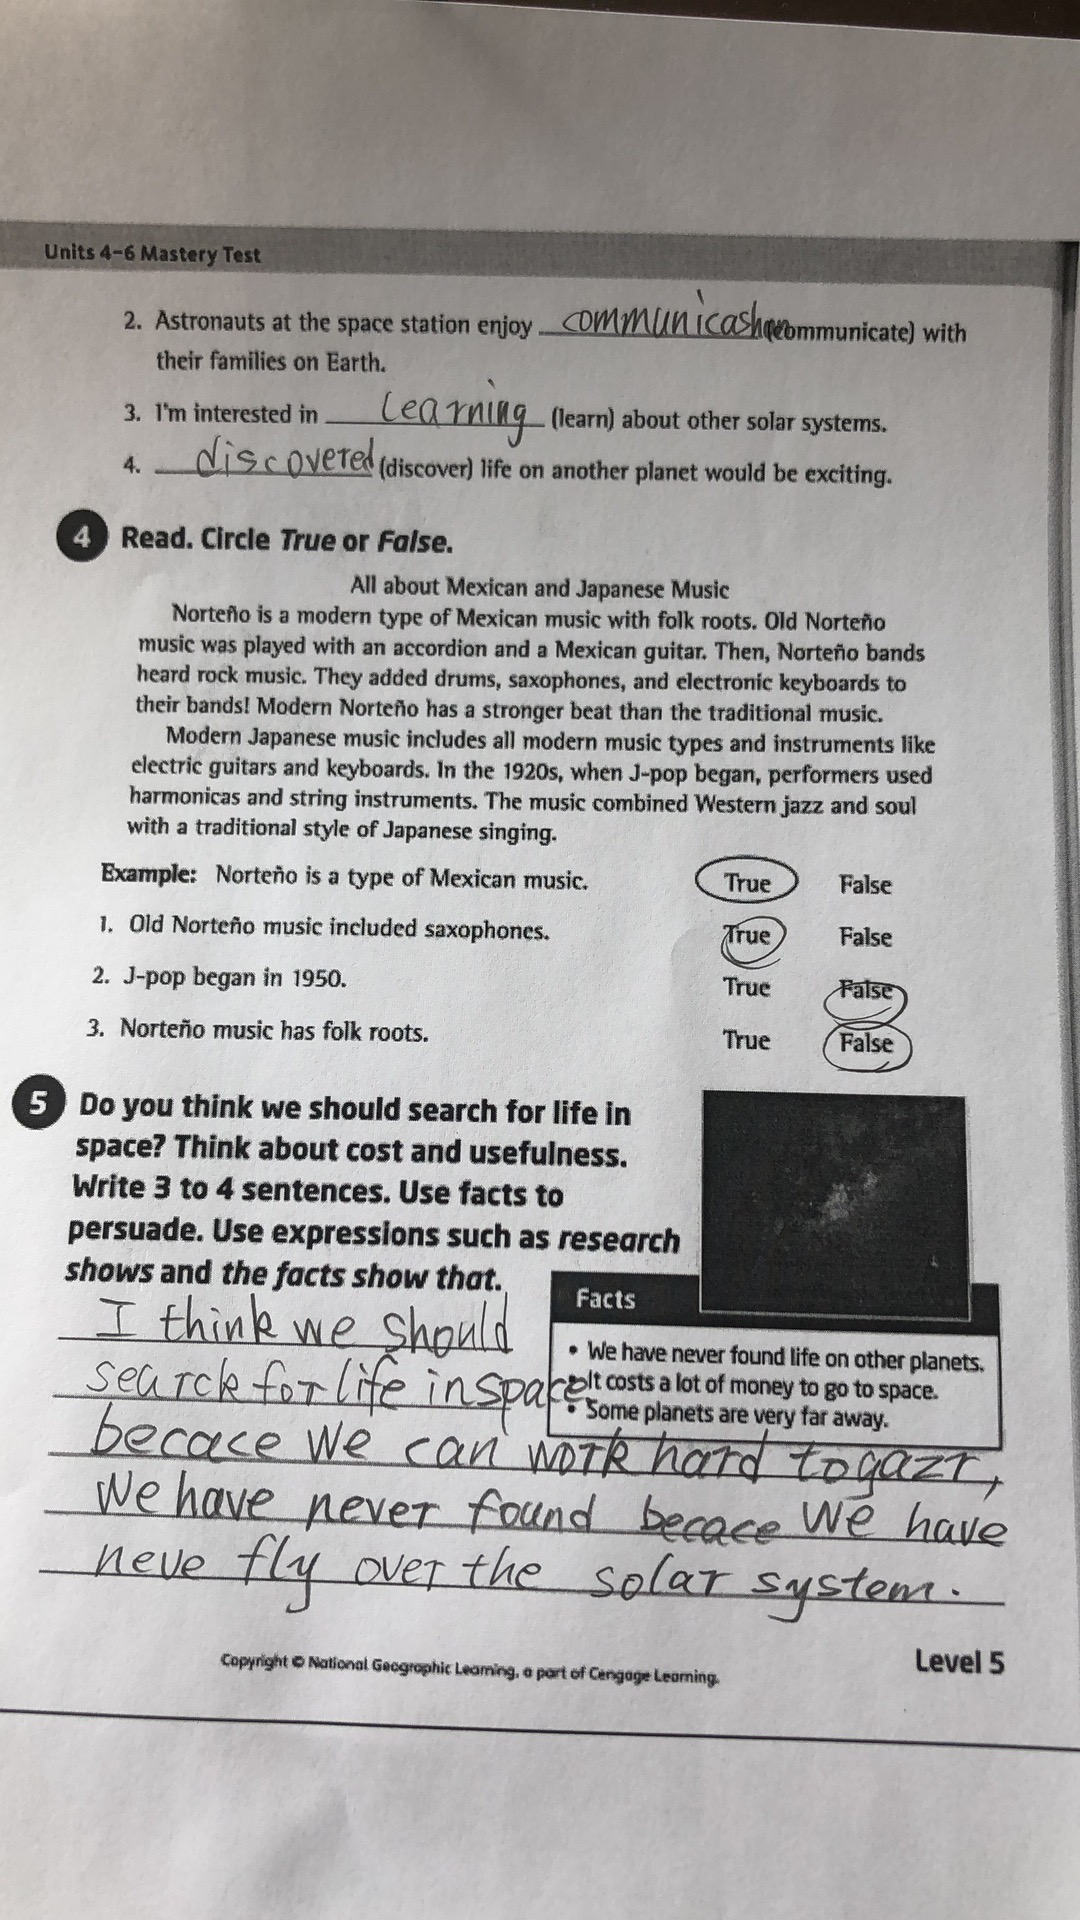 Units 4-6 Mastery Test
2. Astronauts at the space station enjoy communicashon (communicate) with
their families on Earth.
3. I'm interested in learning (learn) about other solar systems.
4. discovered (discover) life on another planet would be exciting.
4 Read. Circle True or False.
All about Mexican and Japanese Music
Norteño is a modern type of Mexican music with folk roots. Old Norteño
music was played with an accordion and a Mexican guitar. Then, Norteño bands
heard rock music. They added drums, saxophones, and electronic keyboards to
their bands! Modern Norteño has a stronger beat than the traditional music.
Modern Japanese music includes all modern music types and instruments like
electric guitars and keyboards. In the 1920s, when J-pop began, performers used
harmonicas and string instruments. The music combined Western jazz and soul
with a traditional style of Japanese singing.
Example: Norteño is a type of Mexican music. True False
1. Old Norteño music included saxophones. True False
2. J-pop began in 1950. True False
3. Norteño music has folk roots. True False
5 Do you think we should search for life in
space? Think about cost and usefulness.
Write 3 to 4 sentences. Use facts to
persuade. Use expressions such as research
shows and the facts show that.
Facts
• We have never found life on other planets.
• It costs a lot of money to go to space.
• Some planets are very far away.
I think we should
searck for life in space
becace we can work hard togazr,
We have never found becace We have
neve fly over the solar system.
Copyright © National Geographic Learning, a part of Cengage Learning.
Level 5